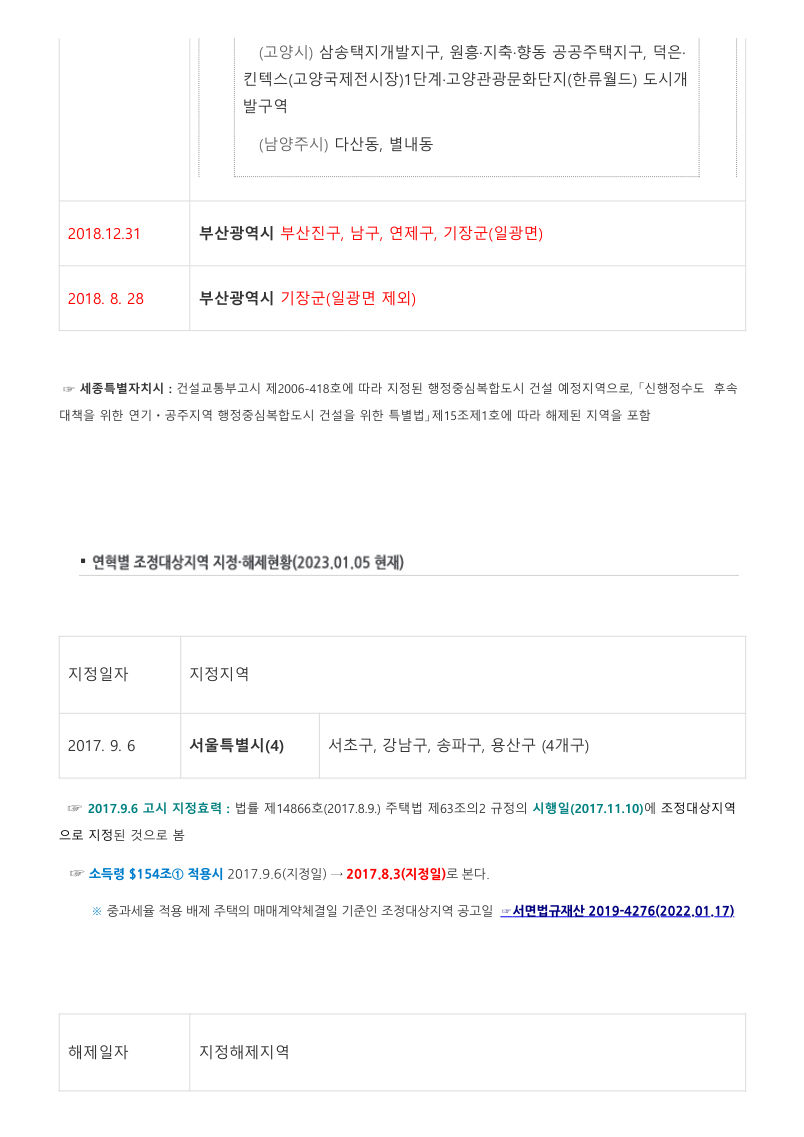 (고양시) 삼송택지개발지구, 원흥·지축·향동 공공주택지구, 덕은·
킨텍스(고양국제전시장)1단계·고양관광문화단지(한류월드) 도시개
발구역
(남양주시) 다산동, 별내동
2018.12.31 부산광역시 부산진구, 남구, 연제구, 기장군(일광면)
2018. 8. 28 부산광역시 기장군(일광면 제외)
☞ 세종특별자치시 : 건설교통부고시 제2006-418호에 따라 지정된 행정중심복합도시 건설 예정지역으로, 「신행정수도 후속
대책을 위한 연기・공주지역 행정중심복합도시 건설을 위한 특별법」제15조제1호에 따라 해제된 지역을 포함
▪ 연혁별 조정대상지역 지정·해제현황(2023.01.05 현재)
지정일자 지정지역
2017. 9. 6 서울특별시(4) 서초구, 강남구, 송파구, 용산구 (4개구)
☞ 2017.9.6 고시 지정효력 : 법률 제14866호(2017.8.9.) 주택법 제63조의2 규정의 시행일(2017.11.10)에 조정대상지역
으로 지정된 것으로 봄
☞ 소득령 $154조① 적용시 2017.9.6(지정일) → 2017.8.3(지정일)로 본다.
※ 중과세율 적용 배제 주택의 매매계약체결일 기준인 조정대상지역 공고일 ☞서면법규재산 2019-4276(2022.01.17)
해제일자 지정해제지역